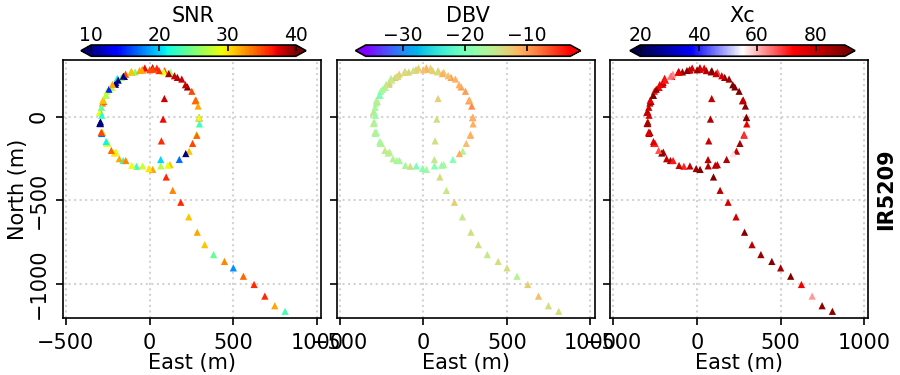 SNR DBV Xc
10 20 30 40 −30 −20 −10 20 40 60 80
North (m)
0
−500
−1000
IR5209
−500 0 500 1000 −500 0 500 1000 −500 0 500 1000
East (m) East (m) East (m)